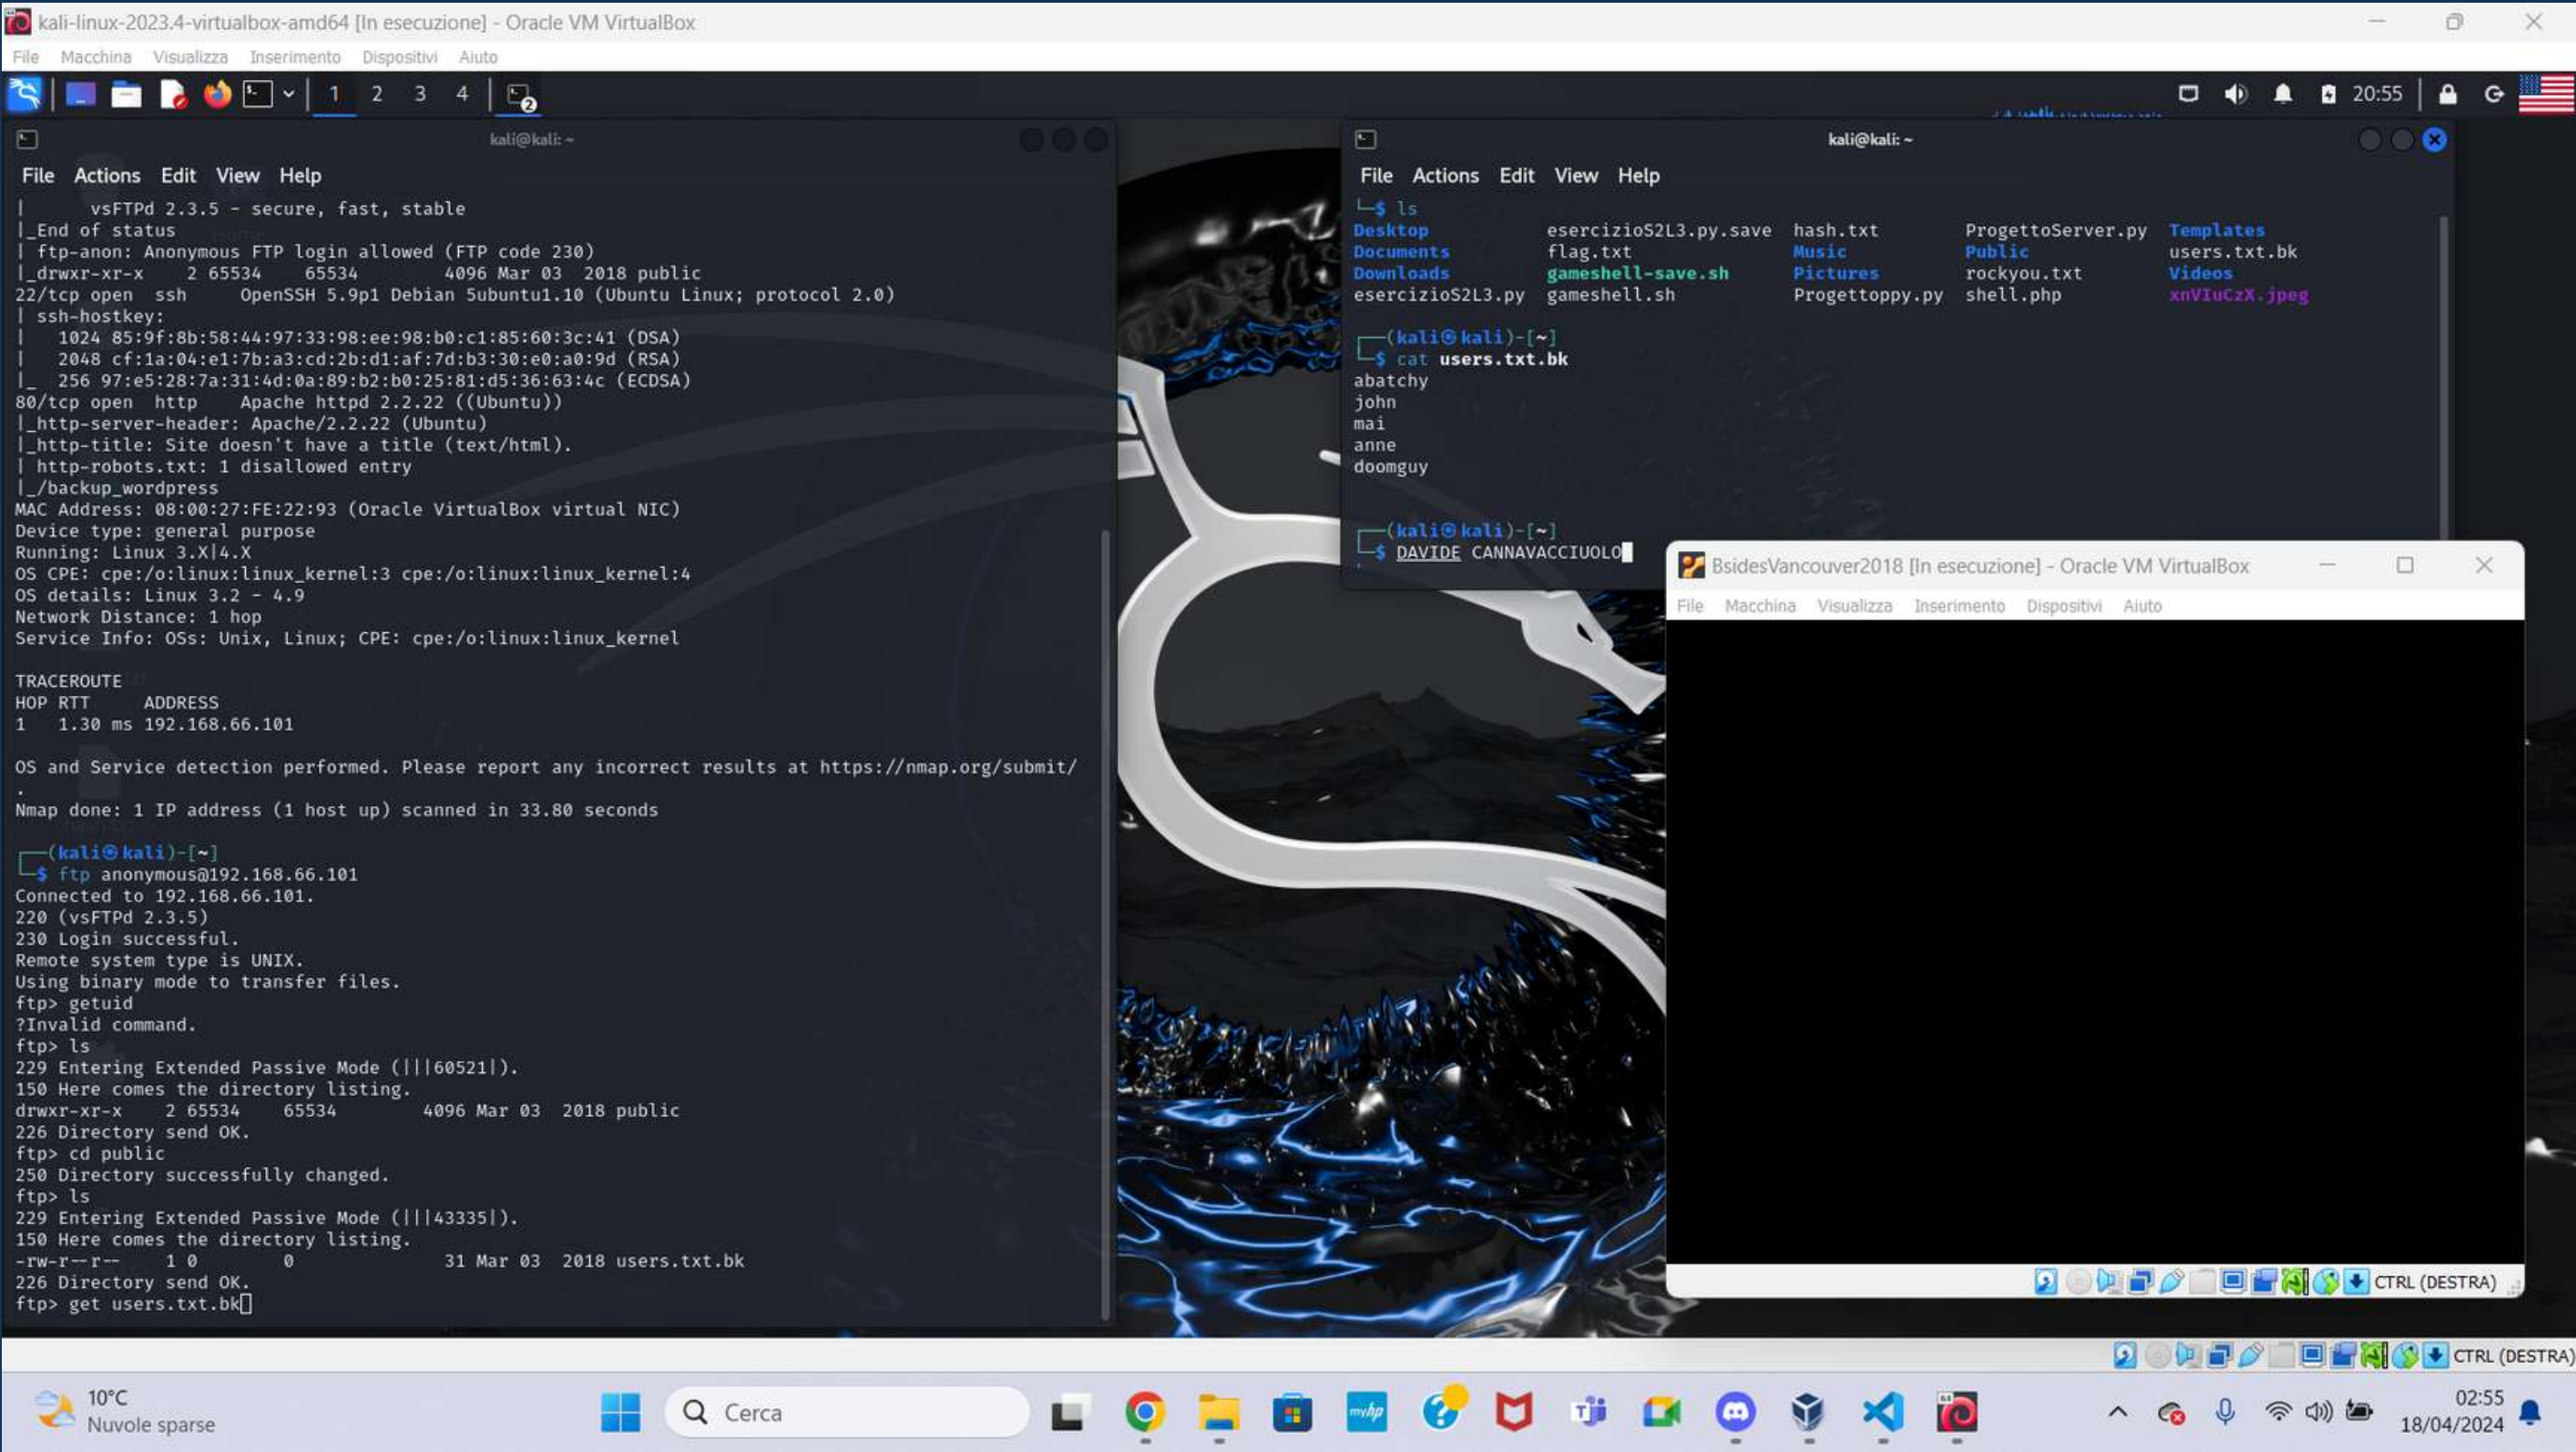 kali-linux-2023.4-virtualbox-amd64 [In esecuzione] - Oracle VM VirtualBox
File Macchina Visualizza Inserimento Dispositivi Aiuto
1 2 3 4
2
20:55
kali@kali: ~
File Actions Edit View Help
|      vsFTPd 2.3.5 - secure, fast, stable
|_End of status
| ftp-anon: Anonymous FTP login allowed (FTP code 230)
|_drwxr-xr-x    2 65534    65534        4096 Mar 03  2018 public
22/tcp open  ssh     OpenSSH 5.9p1 Debian 5ubuntu1.10 (Ubuntu Linux; protocol 2.0)
| ssh-hostkey:
|   1024 85:9f:8b:58:44:97:33:98:ee:98:b0:c1:85:60:3c:41 (DSA)
|   2048 cf:1a:04:e1:7b:a3:cd:2b:d1:af:7d:b3:30:e0:a0:9d (RSA)
|_  256 97:e5:28:7a:31:4d:0a:89:b2:b0:25:81:d5:36:63:4c (ECDSA)
80/tcp open  http    Apache httpd 2.2.22 ((Ubuntu))
|_http-server-header: Apache/2.2.22 (Ubuntu)
|_http-title: Site doesn't have a title (text/html).
| http-robots.txt: 1 disallowed entry
|_/backup_wordpress
MAC Address: 08:00:27:FE:22:93 (Oracle VirtualBox virtual NIC)
Device type: general purpose
Running: Linux 3.X|4.X
OS CPE: cpe:/o:linux:linux_kernel:3 cpe:/o:linux:linux_kernel:4
OS details: Linux 3.2 - 4.9
Network Distance: 1 hop
Service Info: OSs: Unix, Linux; CPE: cpe:/o:linux:linux_kernel
TRACEROUTE
HOP RTT     ADDRESS
1   1.30 ms 192.168.66.101
OS and Service detection performed. Please report any incorrect results at https://nmap.org/submit/
.
Nmap done: 1 IP address (1 host up) scanned in 33.80 seconds
(kali㉿kali)-[~]
$ ftp anonymous@192.168.66.101
Connected to 192.168.66.101.
220 (vsFTPd 2.3.5)
230 Login successful.
Remote system type is UNIX.
Using binary mode to transfer files.
ftp> getuid
?Invalid command.
ftp> ls
229 Entering Extended Passive Mode (|||60521|).
150 Here comes the directory listing.
drwxr-xr-x    2 65534    65534        4096 Mar 03  2018 public
226 Directory send OK.
ftp> cd public
250 Directory successfully changed.
ftp> ls
229 Entering Extended Passive Mode (|||43335|).
150 Here comes the directory listing.
-rw-r--r--    1 0        0              31 Mar 03  2018 users.txt.bk
226 Directory send OK.
ftp> get users.txt.bk
kali@kali: ~
File Actions Edit View Help
$ ls
Desktop esercizioS2L3.py.save hash.txt ProgettoServer.py Templates
Documents flag.txt Music Public users.txt.bk
Downloads gameshell-save.sh Pictures rockyou.txt Videos
esercizioS2L3.py gameshell.sh Progettoppy.py shell.php xnVIuCzX.jpeg
(kali㉿kali)-[~]
$ cat users.txt.bk
abatchy
john
mai
anne
doomguy
(kali㉿kali)-[~]
$ DAVIDE CANNAVACCIUOLO
BsidesVancouver2018 [In esecuzione] - Oracle VM VirtualBox
File Macchina Visualizza Inserimento Dispositivi Aiuto
CTRL (DESTRA)
CTRL (DESTRA)
10°C
Nuvole sparse
Cerca
myhp
02:55
18/04/2024